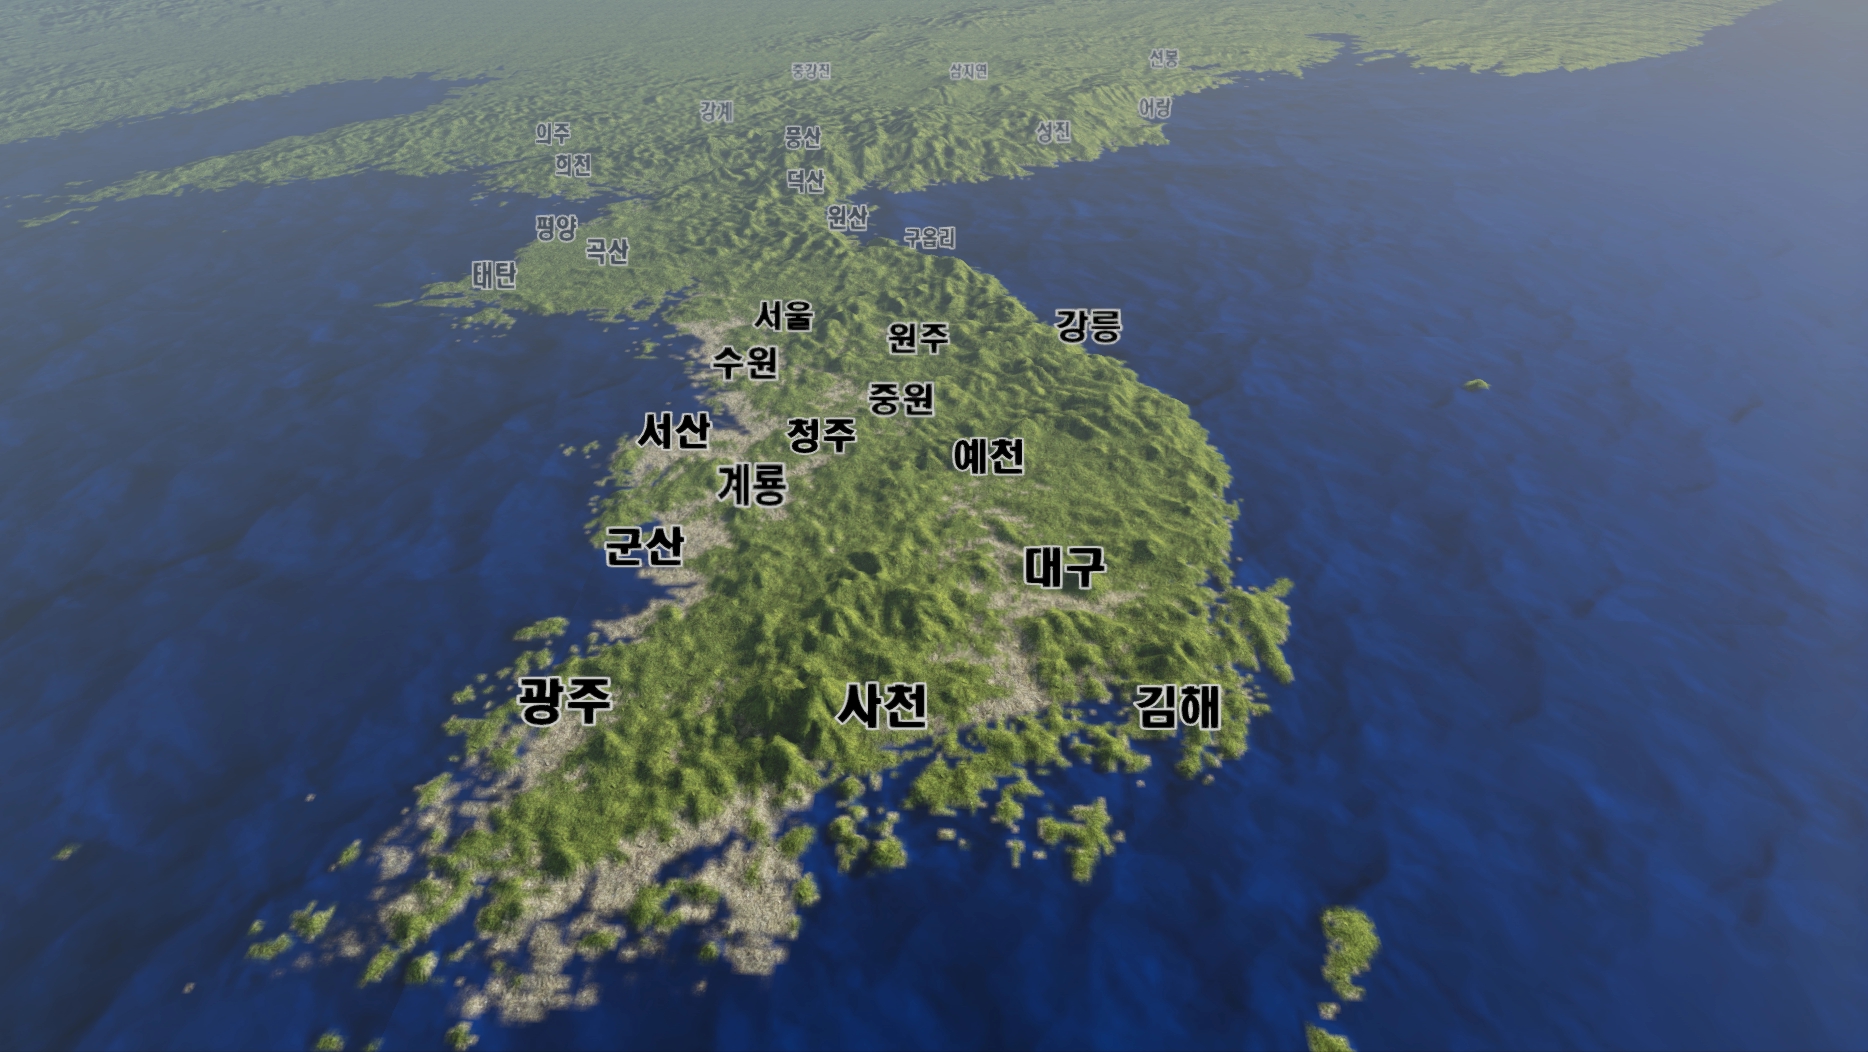 선봉
중강진
삼지연
어랑
강계
성진
의주
풍산
희천
덕산
원산
평양
구읍리
곡산
태탄
서울
강릉
원주
수원
중원
서산
청주
예천
계룡
군산
대구
광주
사천
김해